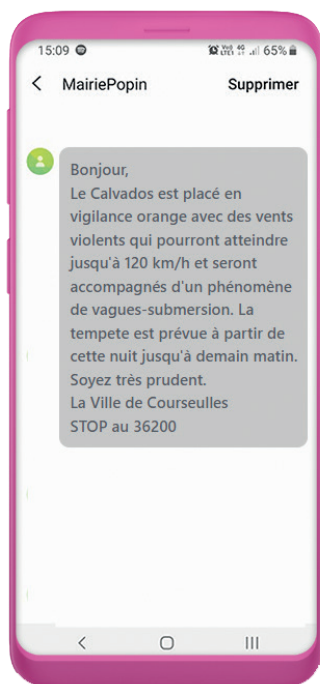 15:09 65%
MairiePopin Supprimer
Bonjour,
Le Calvados est placé en
vigilance orange avec des vents
violents qui pourront atteindre
jusqu'à 120 km/h et seront
accompagnés d'un phénomène
de vagues-submersion. La
tempete est prévue à partir de
cette nuit jusqu'à demain matin.
Soyez très prudent.
La Ville de Courseulles
STOP au 36200